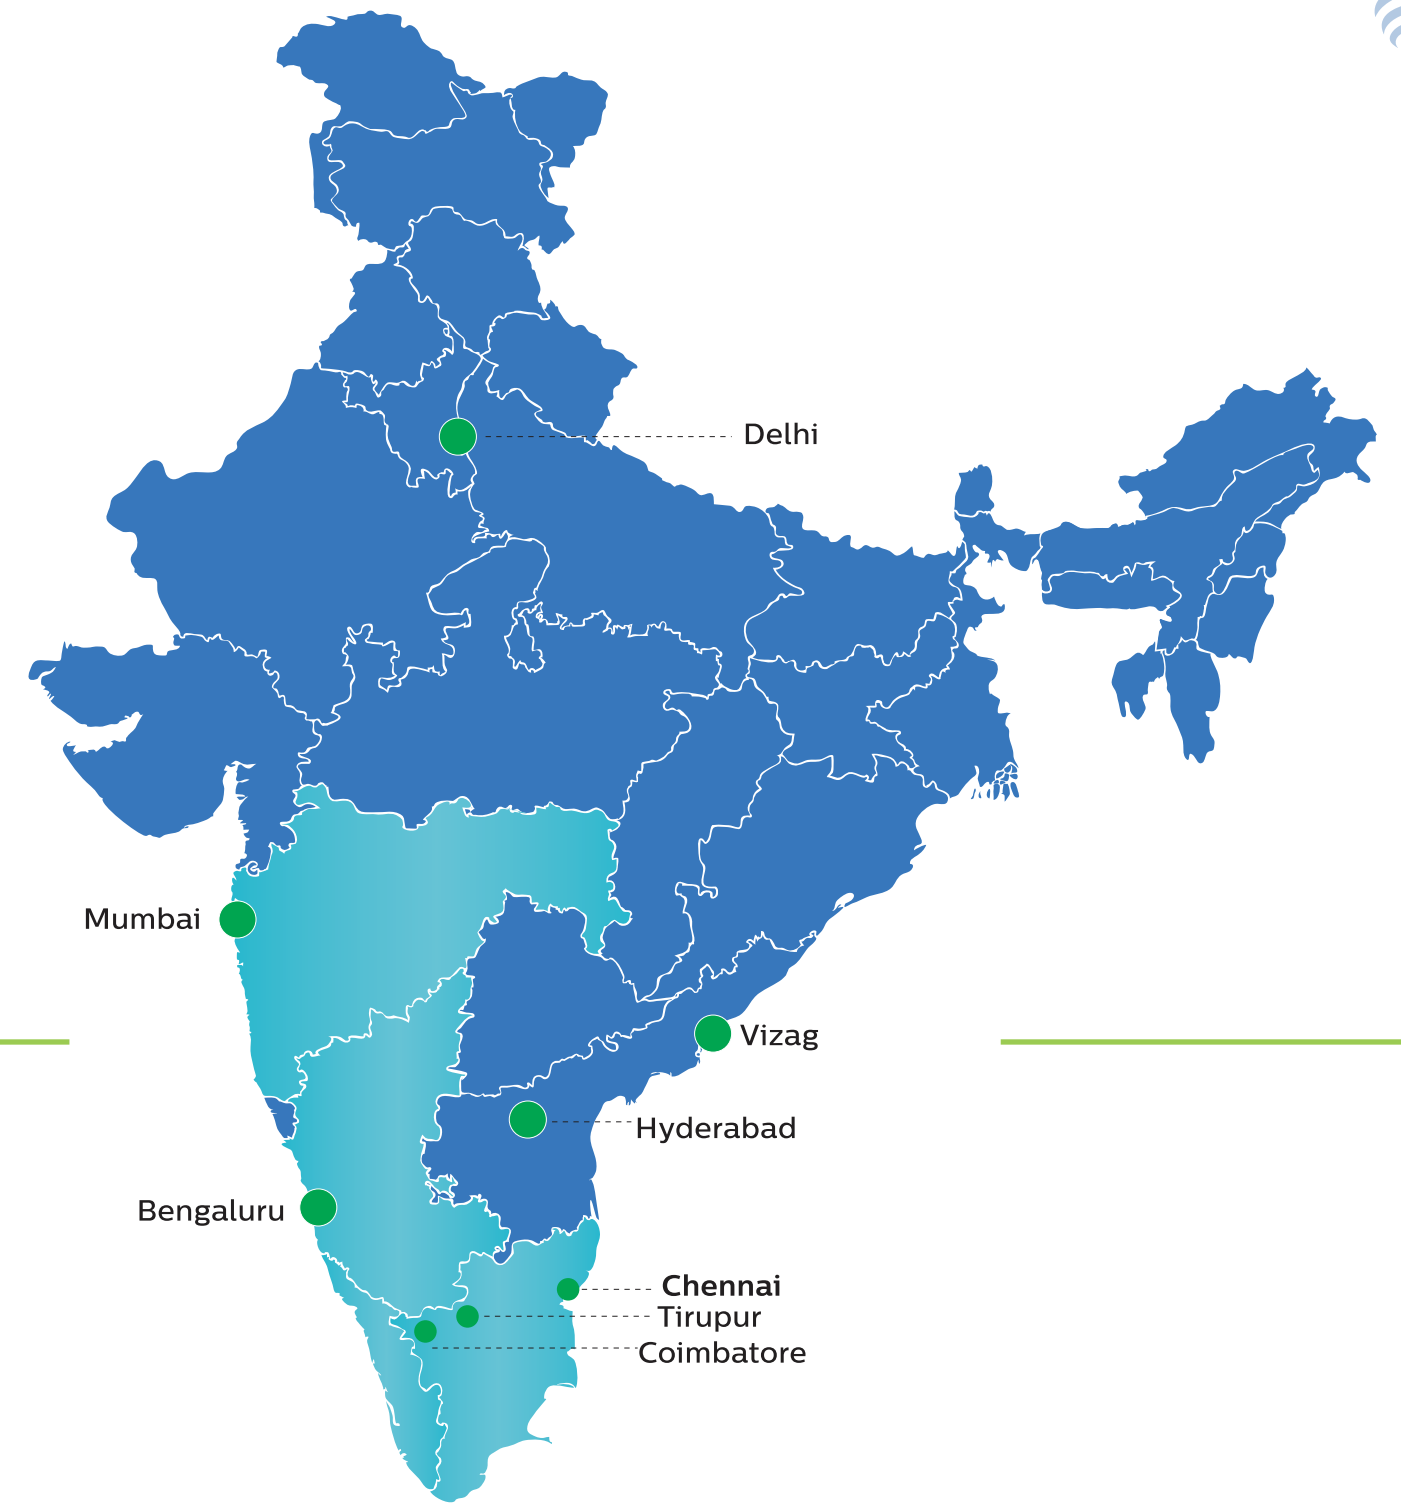 Delhi
Mumbai
Vizag
Hyderabad
Bengaluru
Chennai
Tirupur
Coimbatore